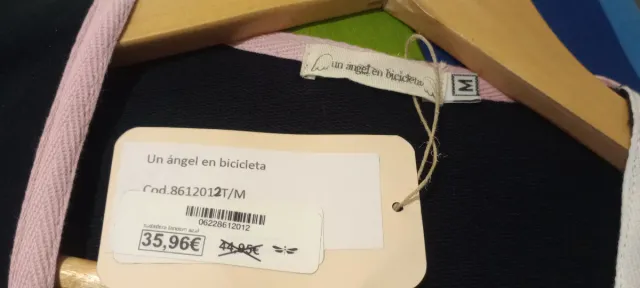 un ángel en bicicleta
M
Un ángel en bicicleta
Cod.8612012T/M
06228612012
35,96€ 44,95€